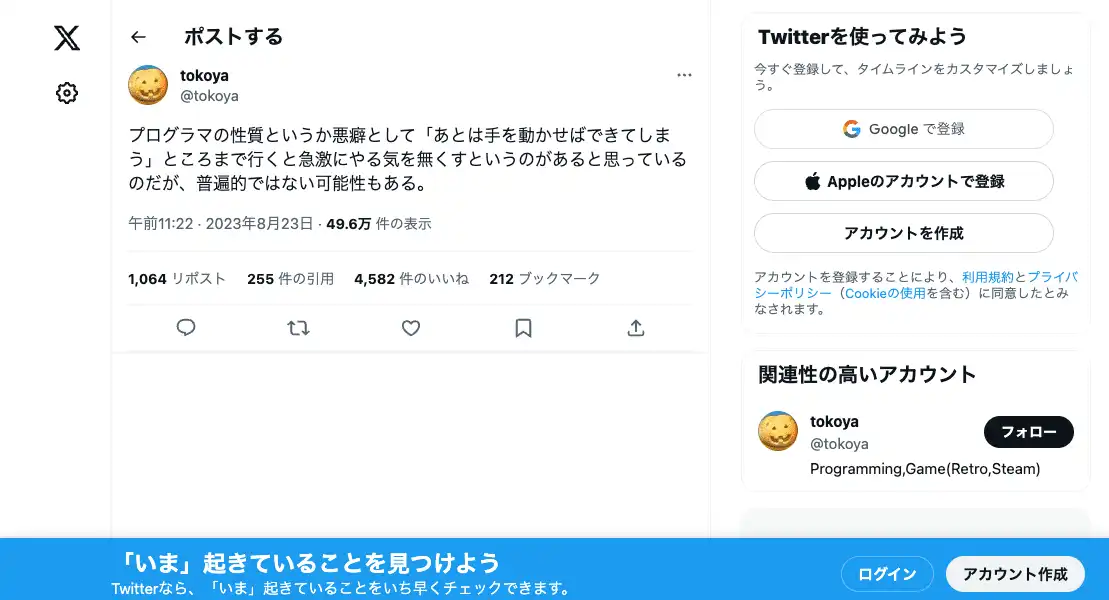 ポストする
tokoya
@tokoya
プログラマの性質というか悪癖として「あとは手を動かせばできてしま
う」ところまで行くと急激にやる気を無くすというのがあると思っている
のだが、普遍的ではない可能性もある。
午前11:22 · 2023年8月23日 · 49.6万 件の表示
1,064 リポスト 255 件の引用 4,582 件のいいね 212 ブックマーク
Twitterを使ってみよう
今すぐ登録して、タイムラインをカスタマイズしましょ
う。
Google で登録
Appleのアカウントで登録
アカウントを作成
アカウントを登録することにより、利用規約とプライバ
シーポリシー（Cookieの使用を含む）に同意したとみ
なされます。
関連性の高いアカウント
tokoya
@tokoya
フォロー
Programming,Game(Retro,Steam)
「いま」起きていることを見つけよう
Twitterなら、「いま」起きていることをいち早くチェックできます。
ログイン
アカウント作成